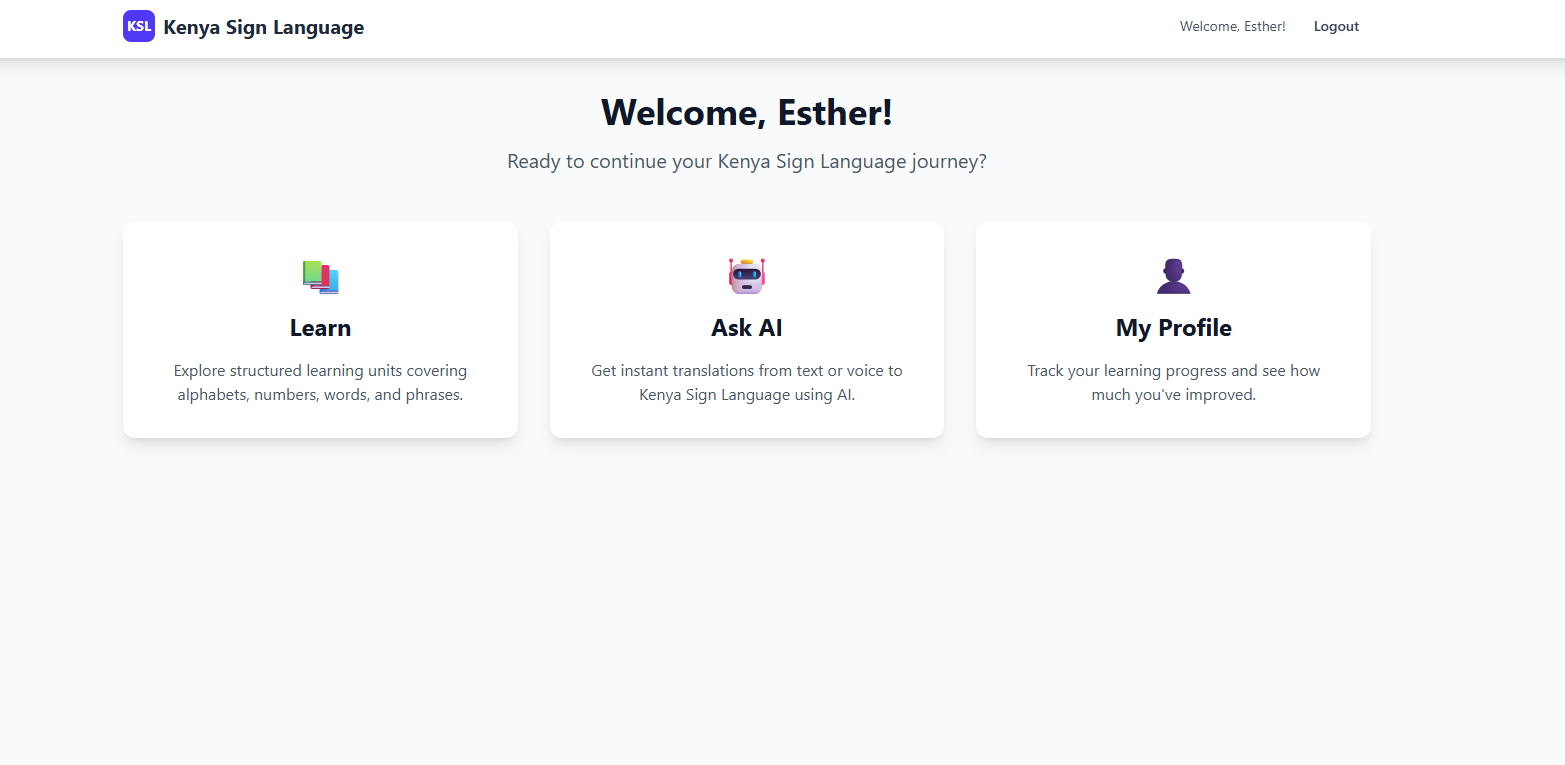 KSL Kenya Sign Language
Welcome, Esther! Logout
Welcome, Esther!
Ready to continue your Kenya Sign Language journey?
Learn
Explore structured learning units covering
alphabets, numbers, words, and phrases.
Ask AI
Get instant translations from text or voice to
Kenya Sign Language using AI.
My Profile
Track your learning progress and see how
much you've improved.